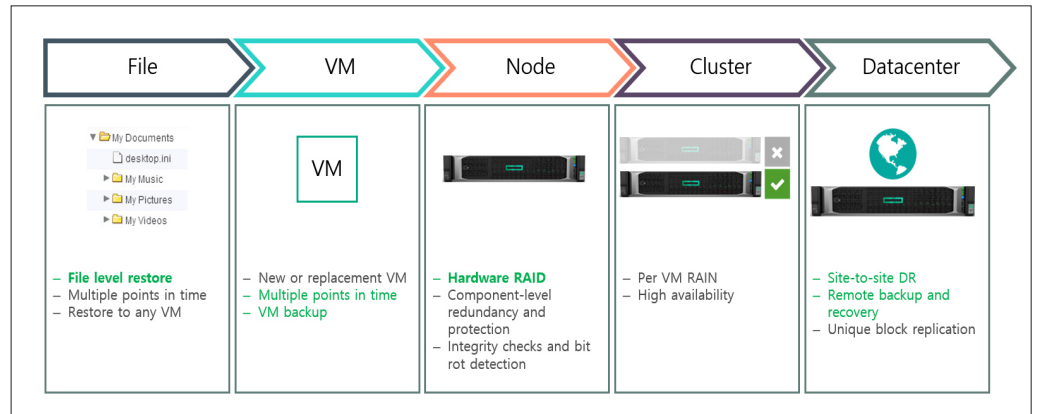 File
VM
Node
Cluster
Datacenter
My Documents
desktop.ini
My Music
My Pictures
My Videos
– File level restore
– Multiple points in time
– Restore to any VM
VM
– New or replacement VM
– Multiple points in time
– VM backup
– Hardware RAID
– Component-level
redundancy and
protection
– Integrity checks and bit
rot detection
– Per VM RAIN
– High availability
– Site-to-site DR
– Remote backup and
recovery
– Unique block replication